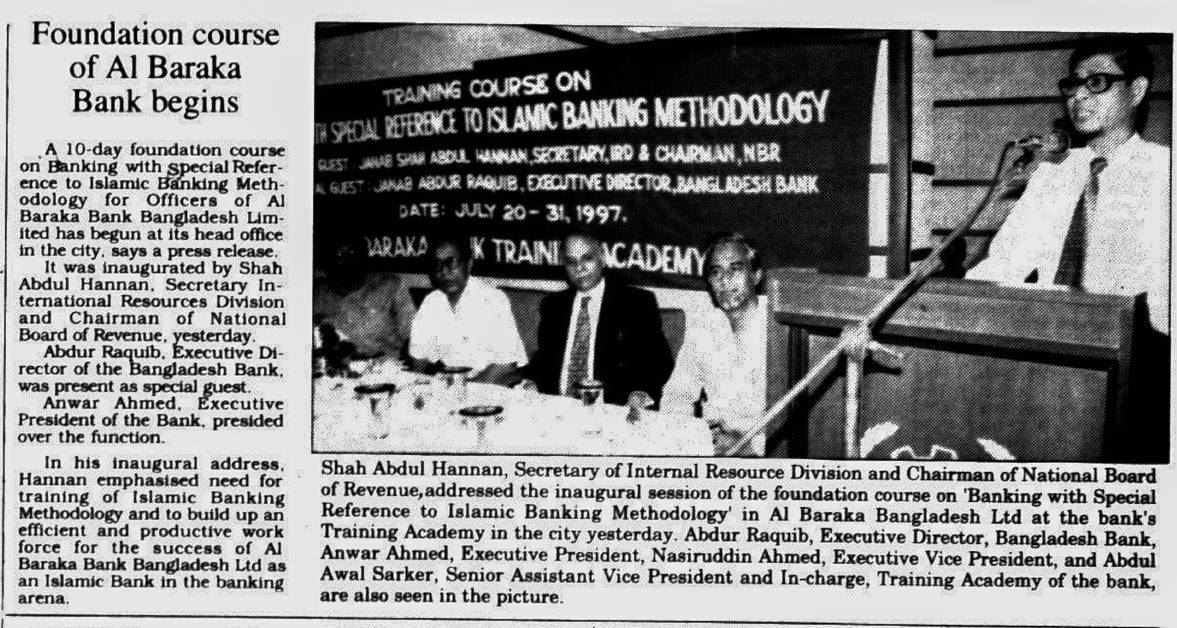 Foundation course
of Al Baraka
Bank begins
A 10-day foundation course
on Banking with special Refer-
ence to Islamic Banking Meth-
odology for Officers of Al
Baraka Bank Bangladesh Lim-
ited has begun at its head office
in the city, says a press release.
It was inaugurated by Shah
Abdul Hannan, Secretary In-
ternational Resources Division
and Chairman of National
Board of Revenue, yesterday.
Abdur Raquib, Executive Di-
rector of the Bangladesh Bank,
was present as special guest.
Anwar Ahmed, Executive
President of the Bank, presided
over the function.
In his inaugural address,
Hannan emphasised need for
training of Islamic Banking
Methodology and to build up an
efficient and productive work
force for the success of Al
Baraka Bank Bangladesh Ltd as
an Islamic Bank in the banking
arena.
TRAINING COURSE ON
TH SPECIAL REFERENCE TO ISLAMIC BANKING METHODOLOGY
GUEST: JANAB SHAH ABDUL HANNAN, SECRETARY, IRD & CHAIRMAN, NBR
AL GUEST: JANAB ABDUR RAQUIB, EXECUTIVE DIRECTOR, BANGLADESH BANK
DATE: JULY 20-31, 1997.
BARAKA K TRAINI ACADEMY
Shah Abdul Hannan, Secretary of Internal Resource Division and Chairman of National Board
of Revenue, addressed the inaugural session of the foundation course on 'Banking with Special
Reference to Islamic Banking Methodology' in Al Baraka Bangladesh Ltd at the bank's
Training Academy in the city yesterday. Abdur Raquib, Executive Director, Bangladesh Bank,
Anwar Ahmed, Executive President, Nasiruddin Ahmed, Executive Vice President, and Abdul
Awal Sarker, Senior Assistant Vice President and In-charge, Training Academy of the bank,
are also seen in the picture.